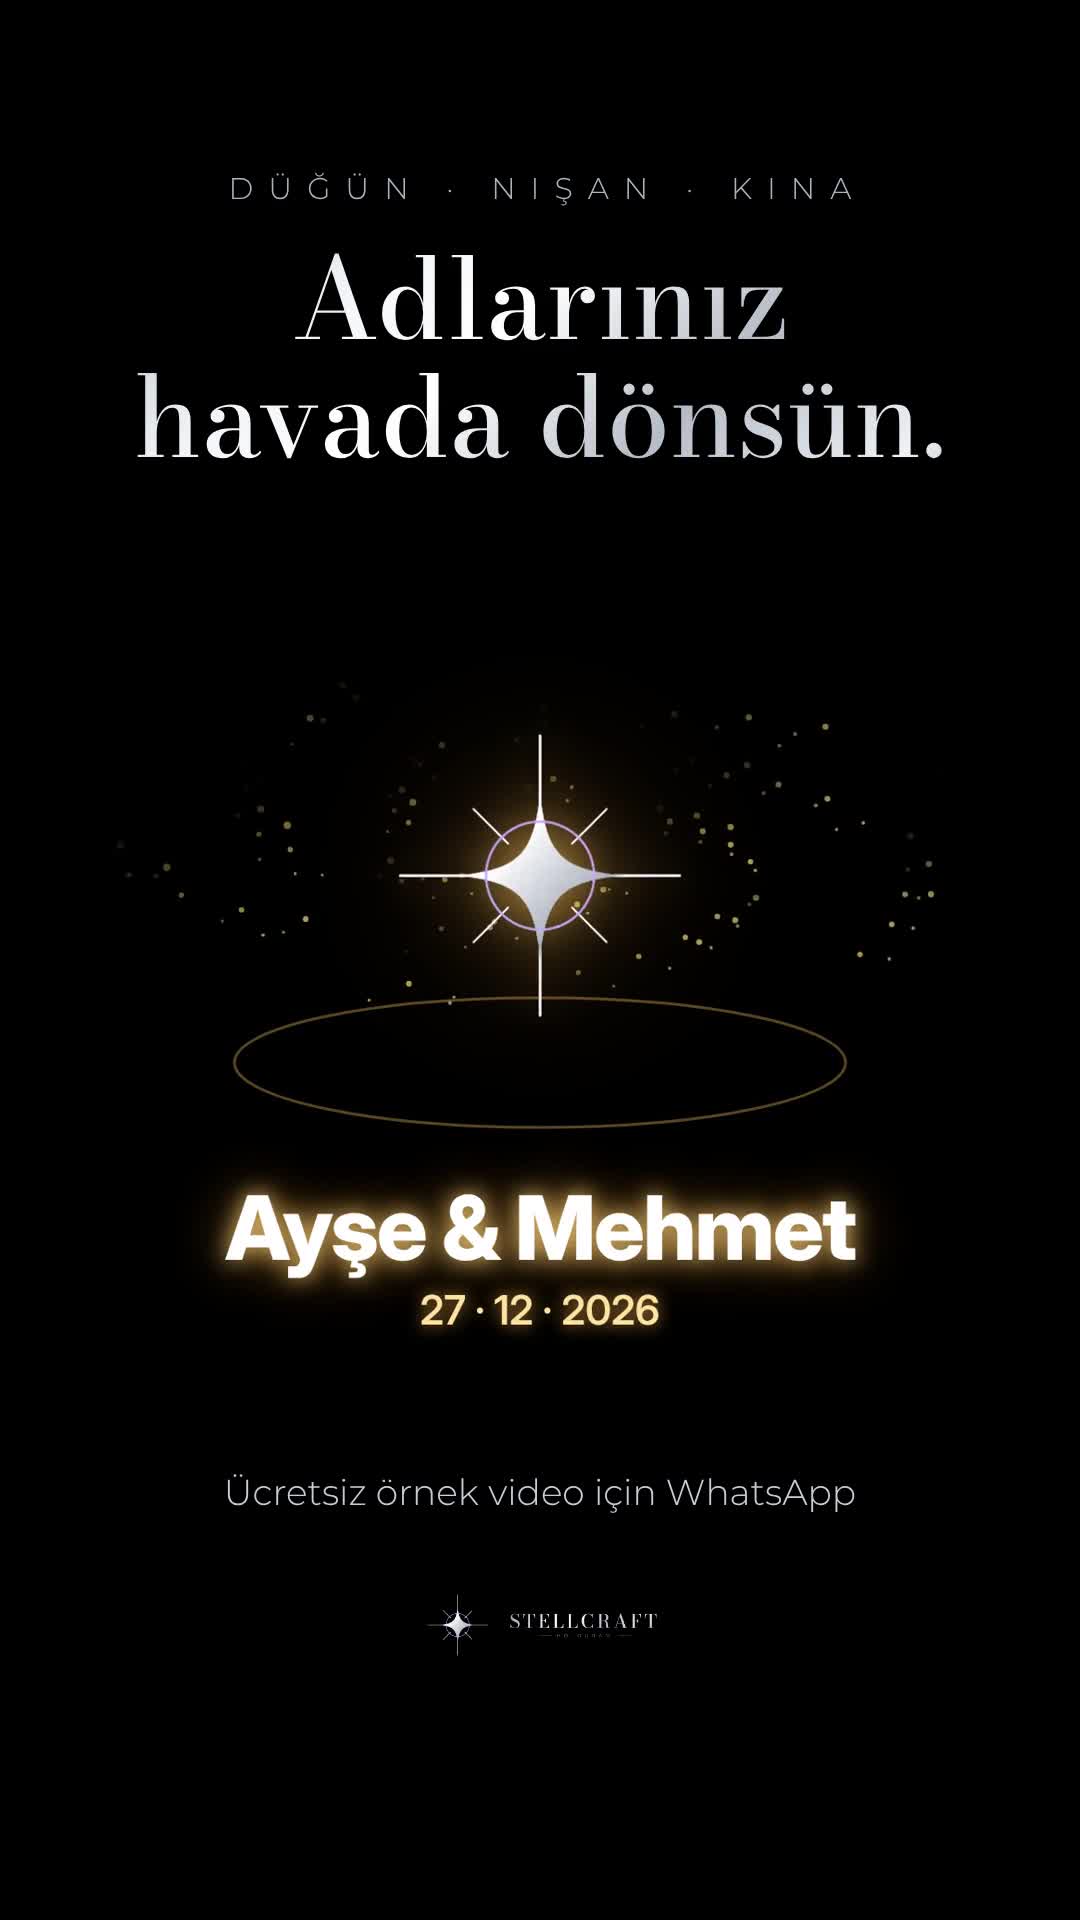 DÜĞÜN · NIŞAN · KINA
Adlarınız
havada dönsün.
Ayşe & Mehmet
27 · 12 · 2026
Ücretsiz örnek video için WhatsApp
STELLCRAFT